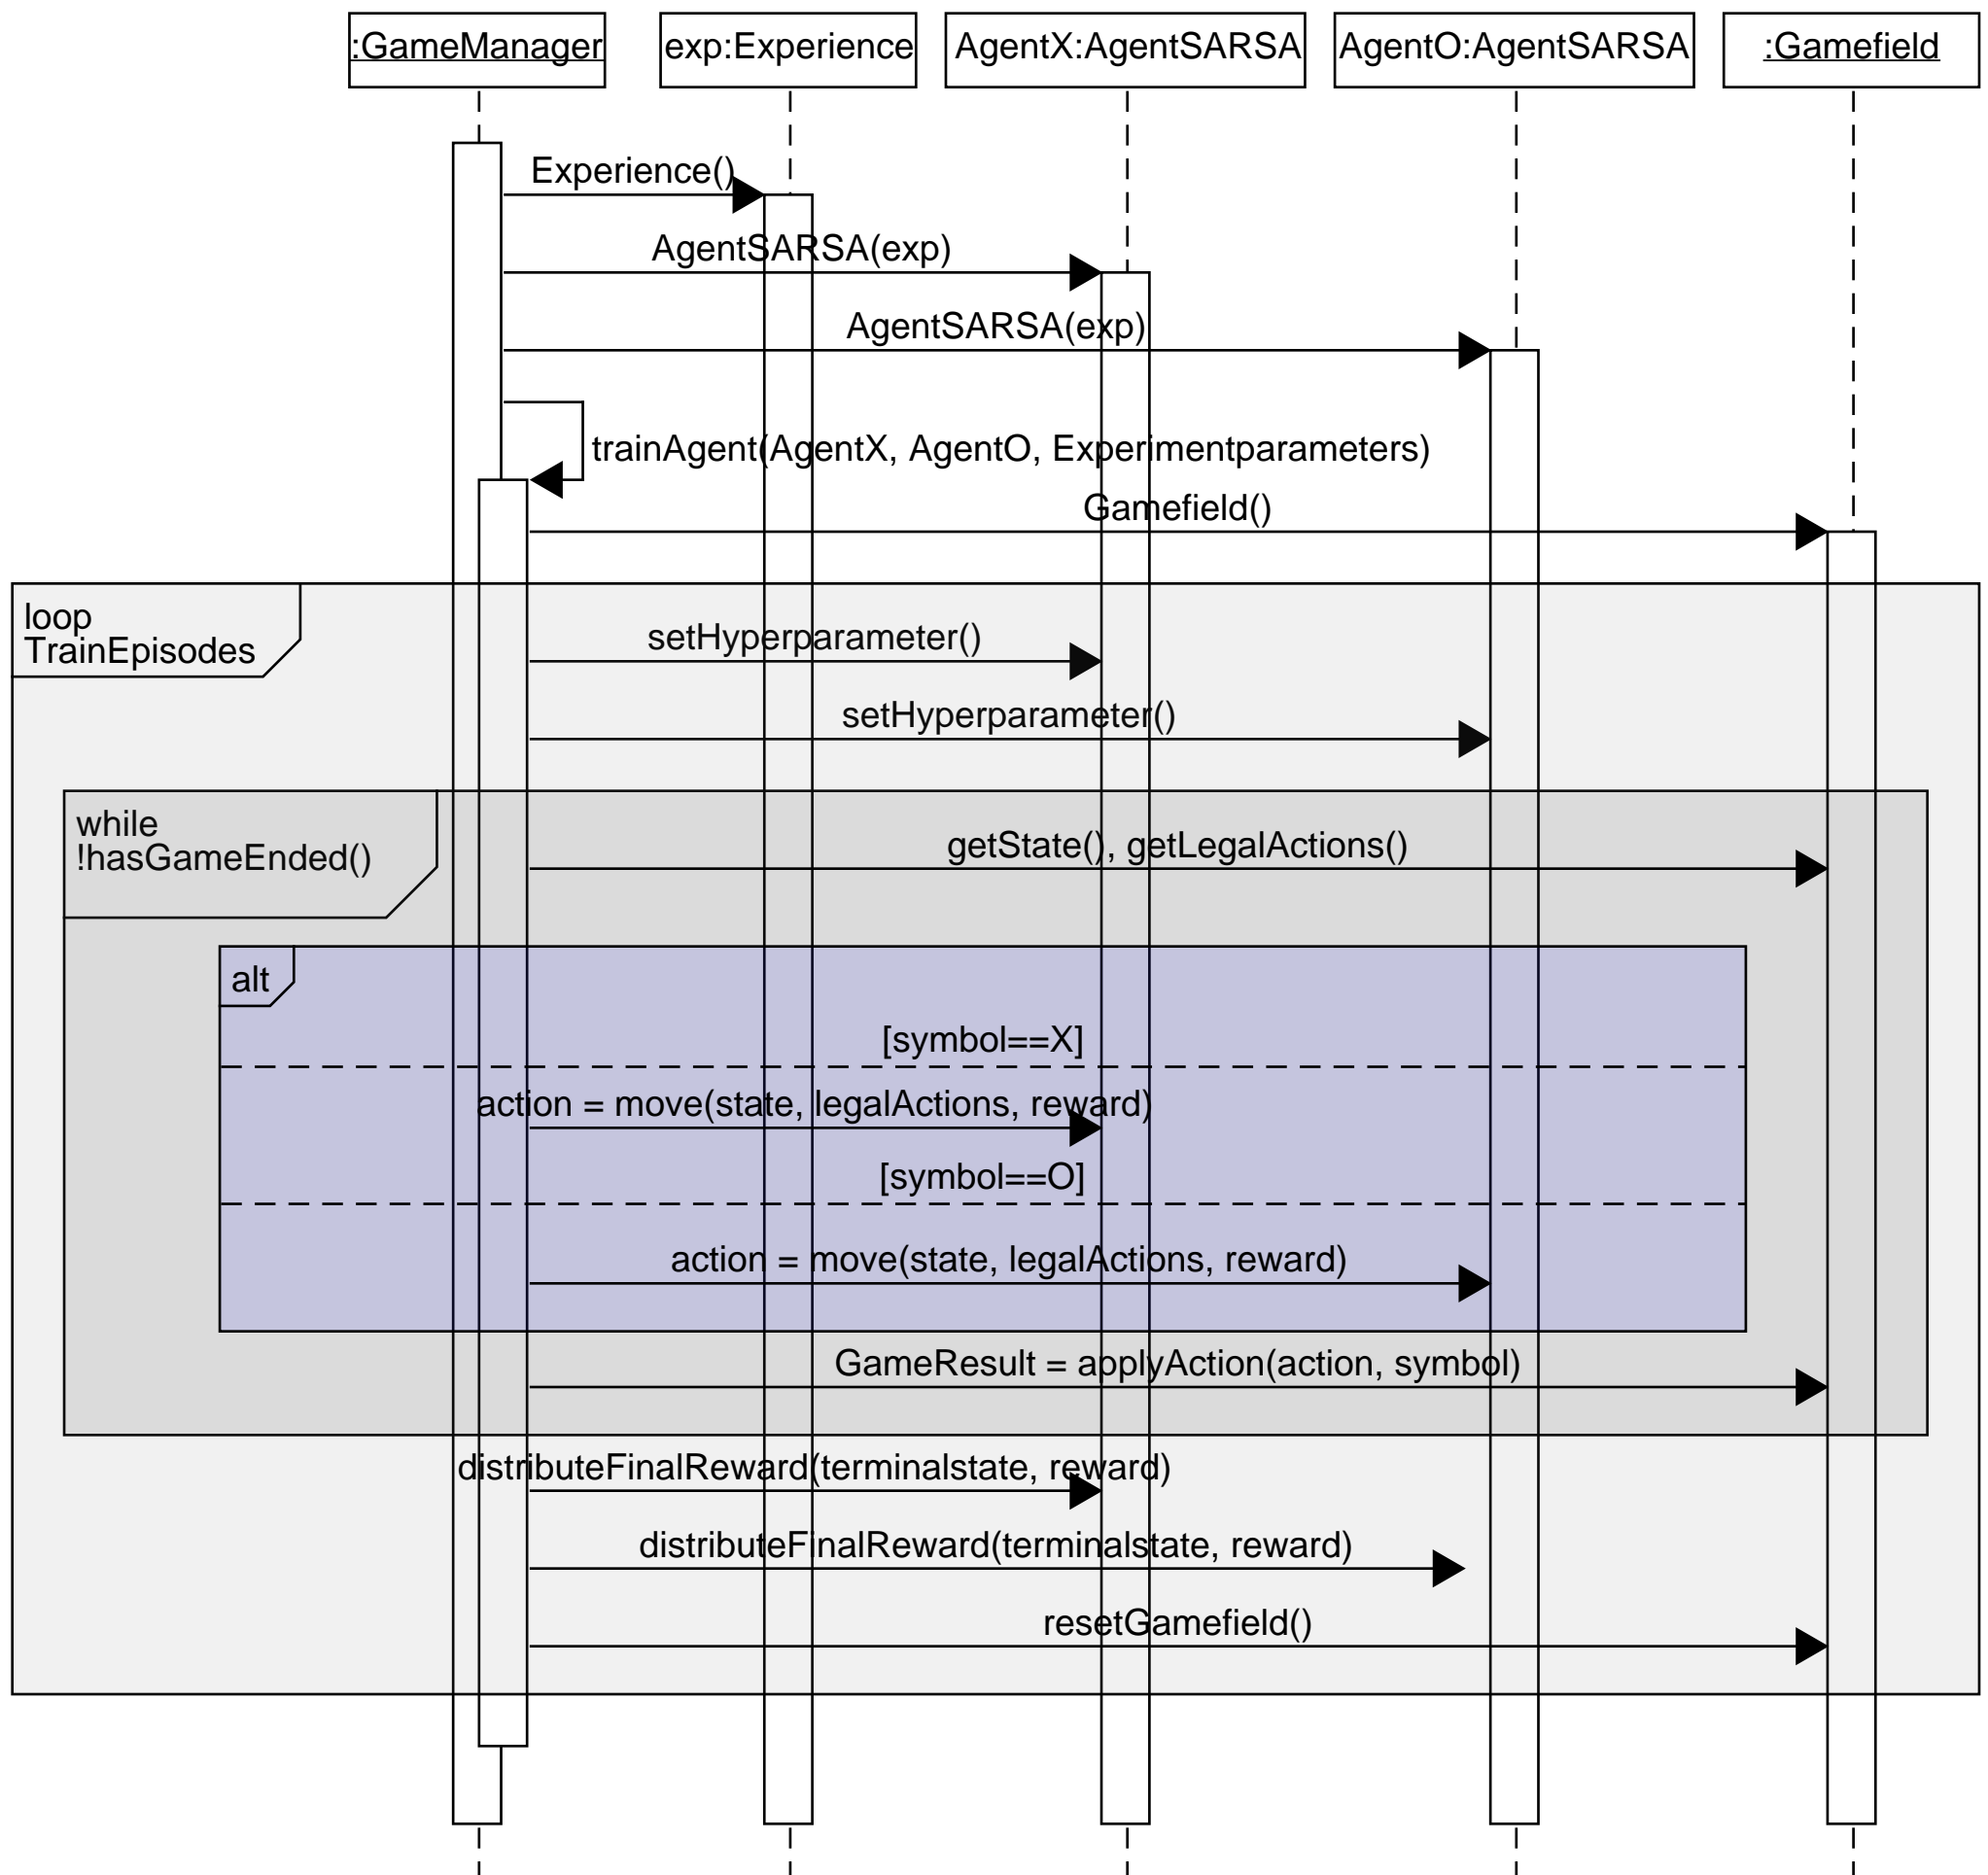 :GameManager
exp:Experience
AgentX:AgentSARSA
AgentO:AgentSARSA
:Gamefield
Experience()
AgentSARSA(exp)
AgentSARSA(exp)
trainAgent(AgentX, AgentO, Experimentparameters)
Gamefield()
loop
TrainEpisodes
setHyperparameter()
setHyperparameter()
while
!hasGameEnded()
getState(), getLegalActions()
alt
[symbol==X]
action = move(state, legalActions, reward)
[symbol==O]
action = move(state, legalActions, reward)
GameResult = applyAction(action, symbol)
distributeFinalReward(terminalstate, reward)
distributeFinalReward(terminalstate, reward)
resetGamefield()